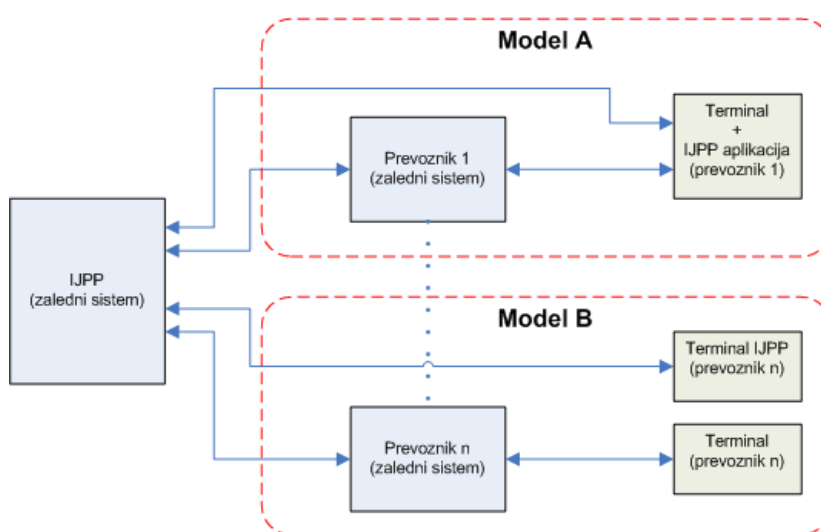 Model A
Terminal
+
IJPP aplikacija
(prevoznik 1)
Prevoznik 1
(zaledni sistem)
IJPP
(zaledni sistem)
Model B
Terminal IJPP
(prevoznik n)
Prevoznik n
(zaledni sistem)
Terminal
(prevoznik n)